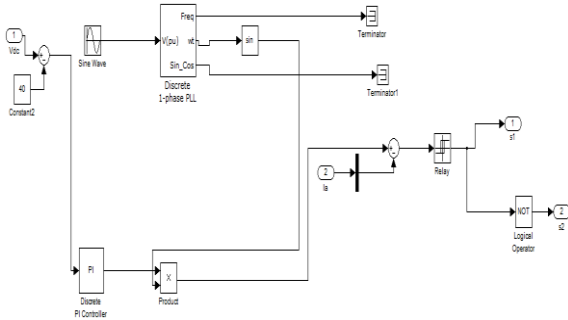 1
Vdc
+
-
40
Constant2
Sine Wave
V(pu)
Freq
wt
Sin_Cos
Discrete
1-phase PLL
sin
Terminator
Terminator1
2
Ia
+
-
Relay
1
s1
NOT
Logical
Operator
2
s2
PI
Discrete
PI Controller
X
Product